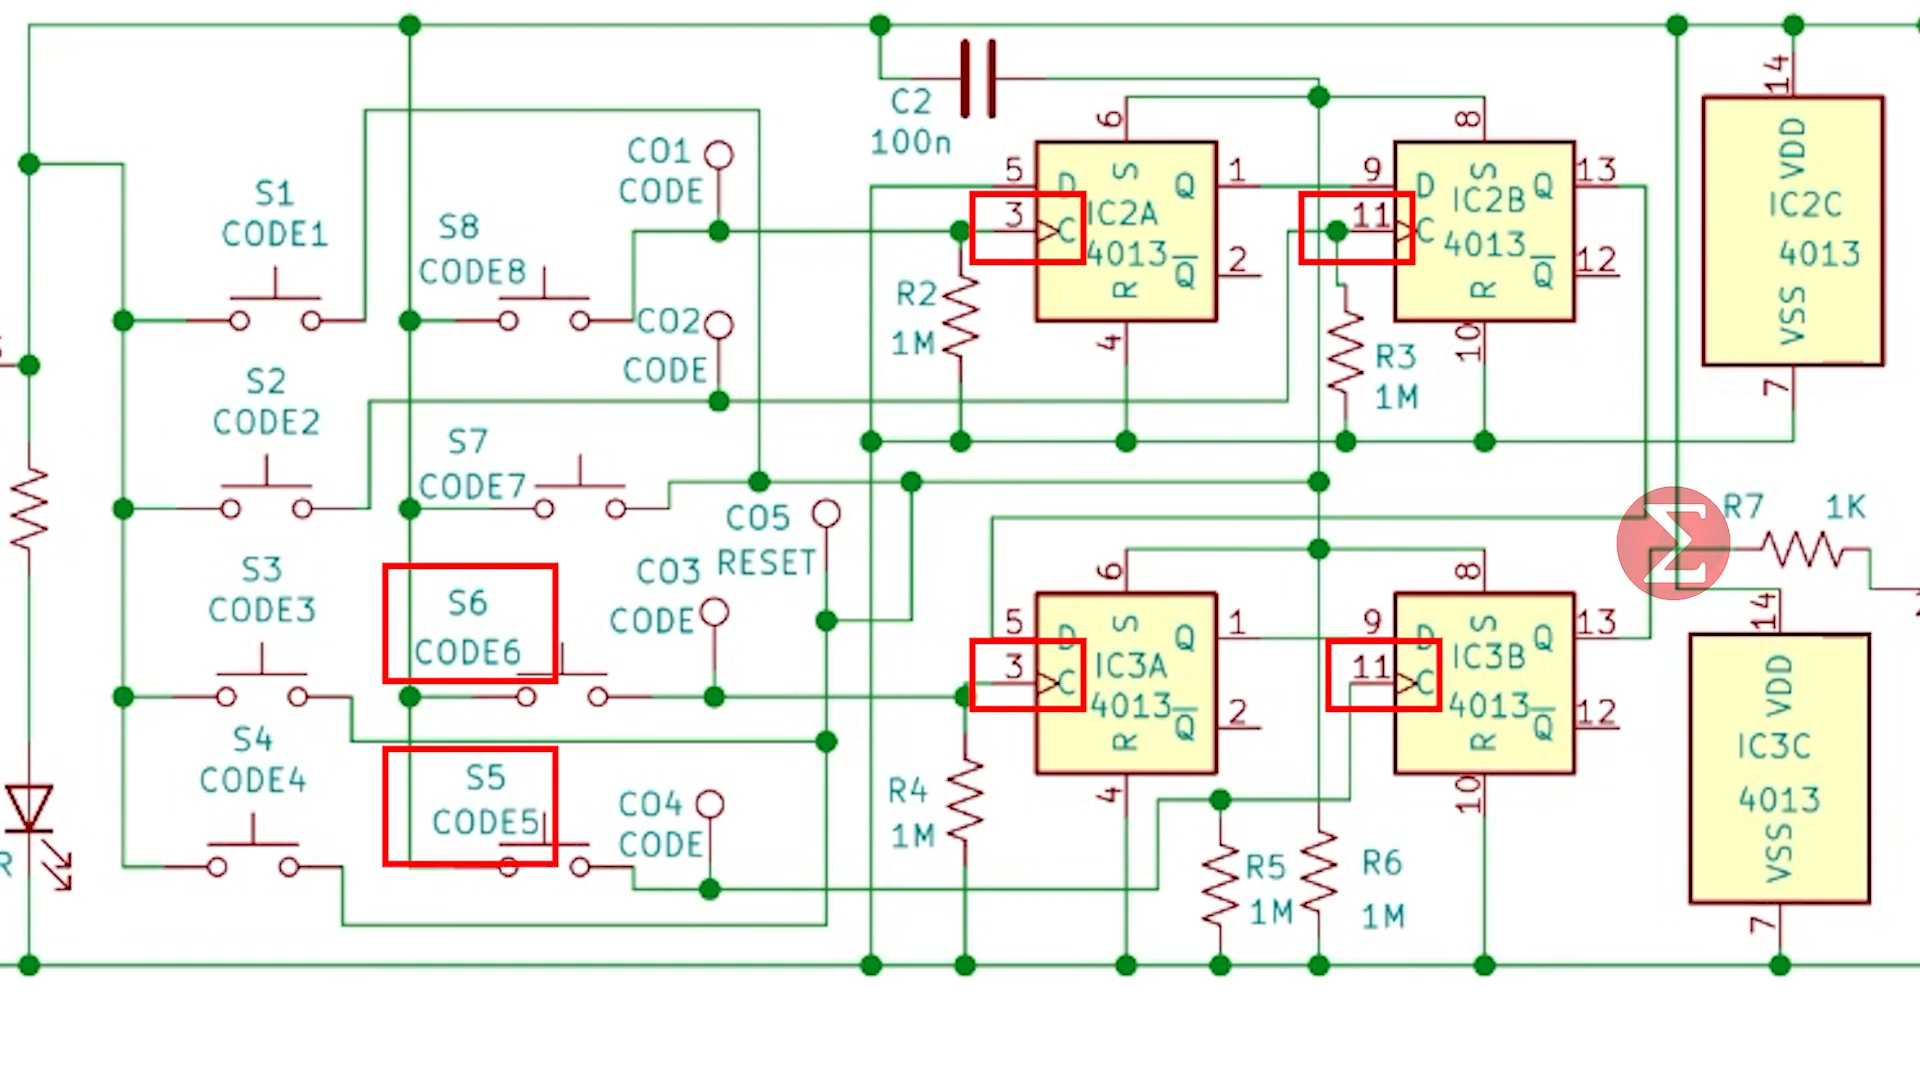 S1
CODE1
S2
CODE2
S3
CODE3
S4
CODE4
S8
CODE8
S7
CODE7
S6
CODE6
S5
CODE5
CO1
CODE
CO2
CODE
CO5
RESET
CO3
CODE
CO4
CODE
C2
100n
R2
1M
5
3
6
D
S
Q
C
IC2A
4013
Q
R
1
2
4
9
11
8
D
S
Q
C
IC2B
4013
Q
R
13
12
10
R3
1M
14
VDD
IC2C
4013
VSS
7
R4
1M
5
3
6
D
S
Q
C
IC3A
4013
Q
R
1
2
4
9
11
8
D
S
Q
C
IC3B
4013
Q
R
13
12
10
R5
1M
R6
1M
Σ
R7
1K
14
VDD
IC3C
4013
VSS
7
R